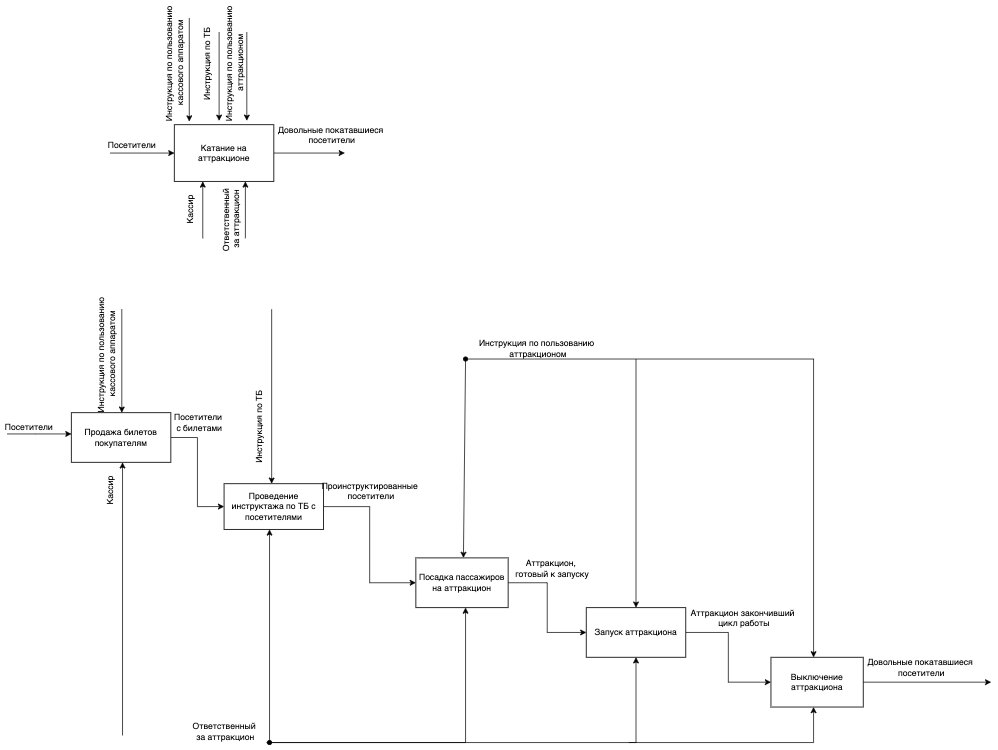 Инструкция по пользованию
кассового аппаратом
Инструкция по ТБ
Инструкция по пользованию
аттракционом
Посетители
Катание на
аттракционе
Довольные покатавшиеся
посетители
Кассир
Ответственный
за аттракцион
Инструкция по пользованию
кассового аппаратом
Инструкция по ТБ
Инструкция по пользованию
аттракционом
Посетители
Продажа билетов
покупателям
Посетители
с билетами
Кассир
Проведение
инструктажа по ТБ с
посетителями
Проинструктированные
посетители
Посадка пассажиров
на аттракцион
Аттракцион,
готовый к запуску
Запуск аттракциона
Аттракцион закончивший
цикл работы
Выключение
аттракциона
Довольные покатавшиеся
посетители
Ответственный
за аттракцион